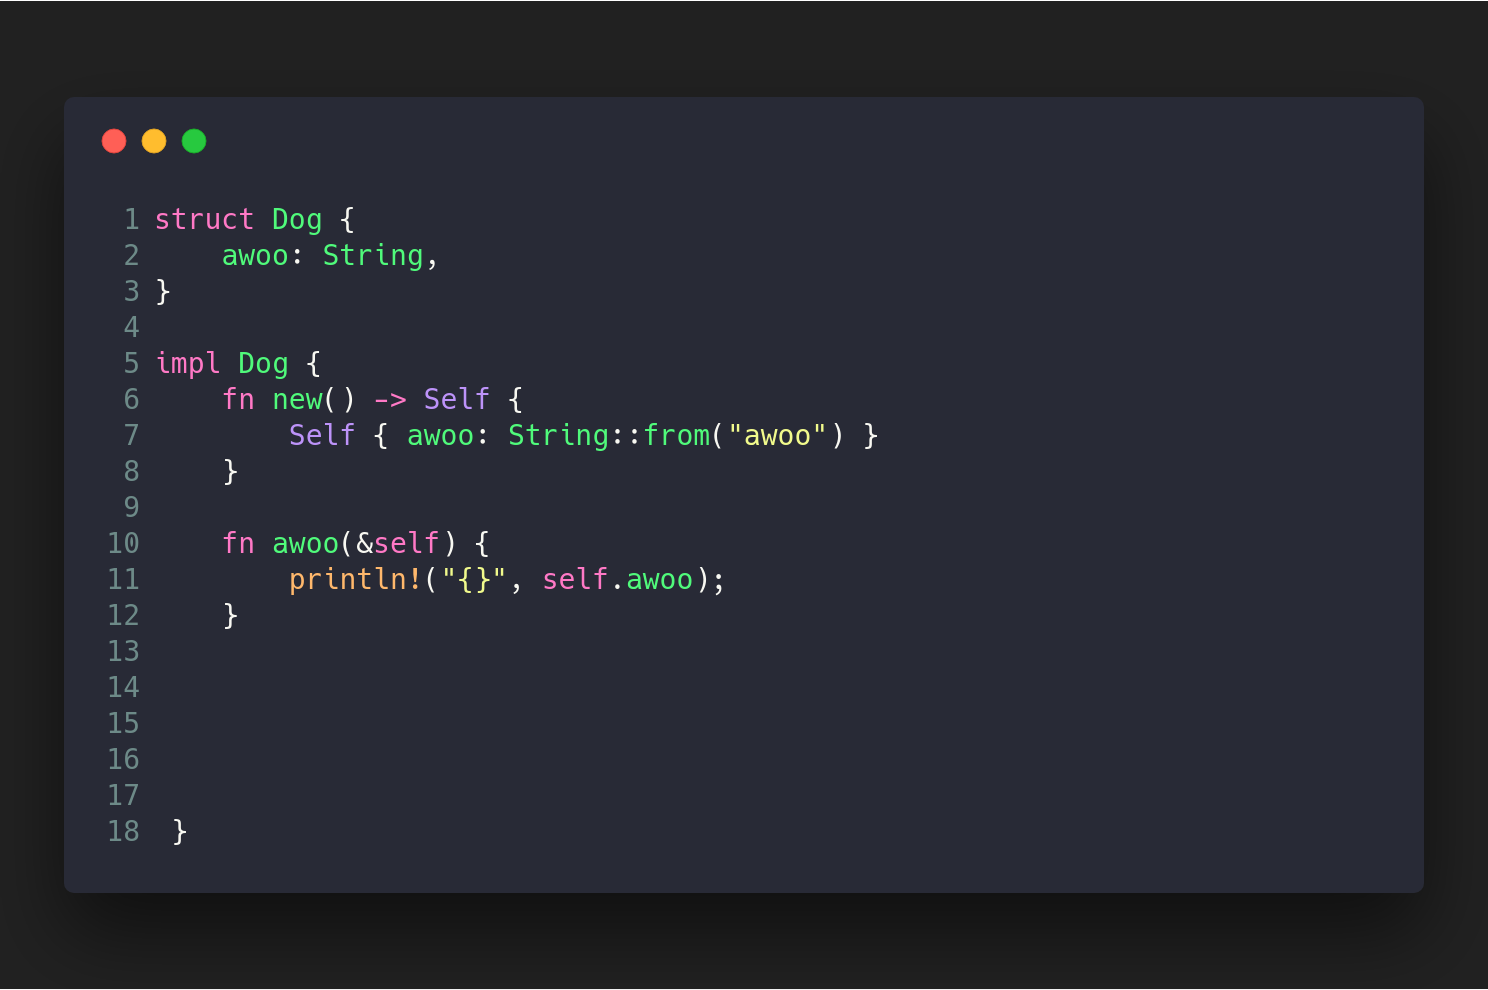 1 struct Dog {
2     awoo: String,
3 }
4
5 impl Dog {
6     fn new() -> Self {
7         Self { awoo: String::from("awoo") }
8     }
9
10     fn awoo(&self) {
11         println!("{}", self.awoo);
12     }
13
14
15
16
17
18  }